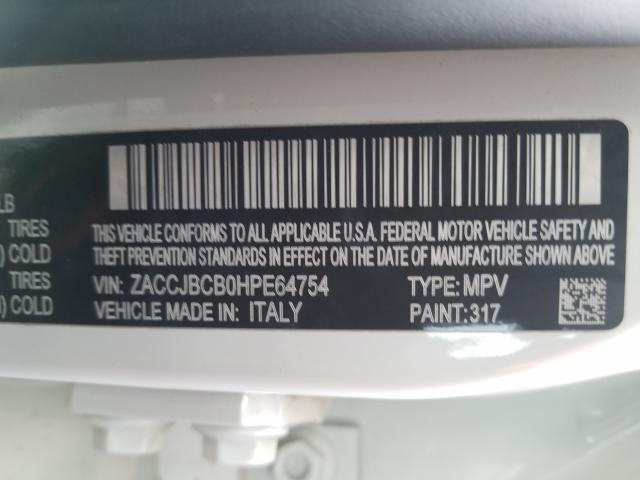 LB
TIRES
) COLD
TIRES
) COLD
THIS VEHICLE CONFORMS TO ALL APPLICABLE U.S.A. FEDERAL MOTOR VEHICLE SAFETY AND
THEFT PREVENTION STANDARDS IN EFFECT ON THE DATE OF MANUFACTURE SHOWN ABOVE
VIN: ZACCJBCB0HPE64754 TYPE: MPV
VEHICLE MADE IN: ITALY PAINT: 317